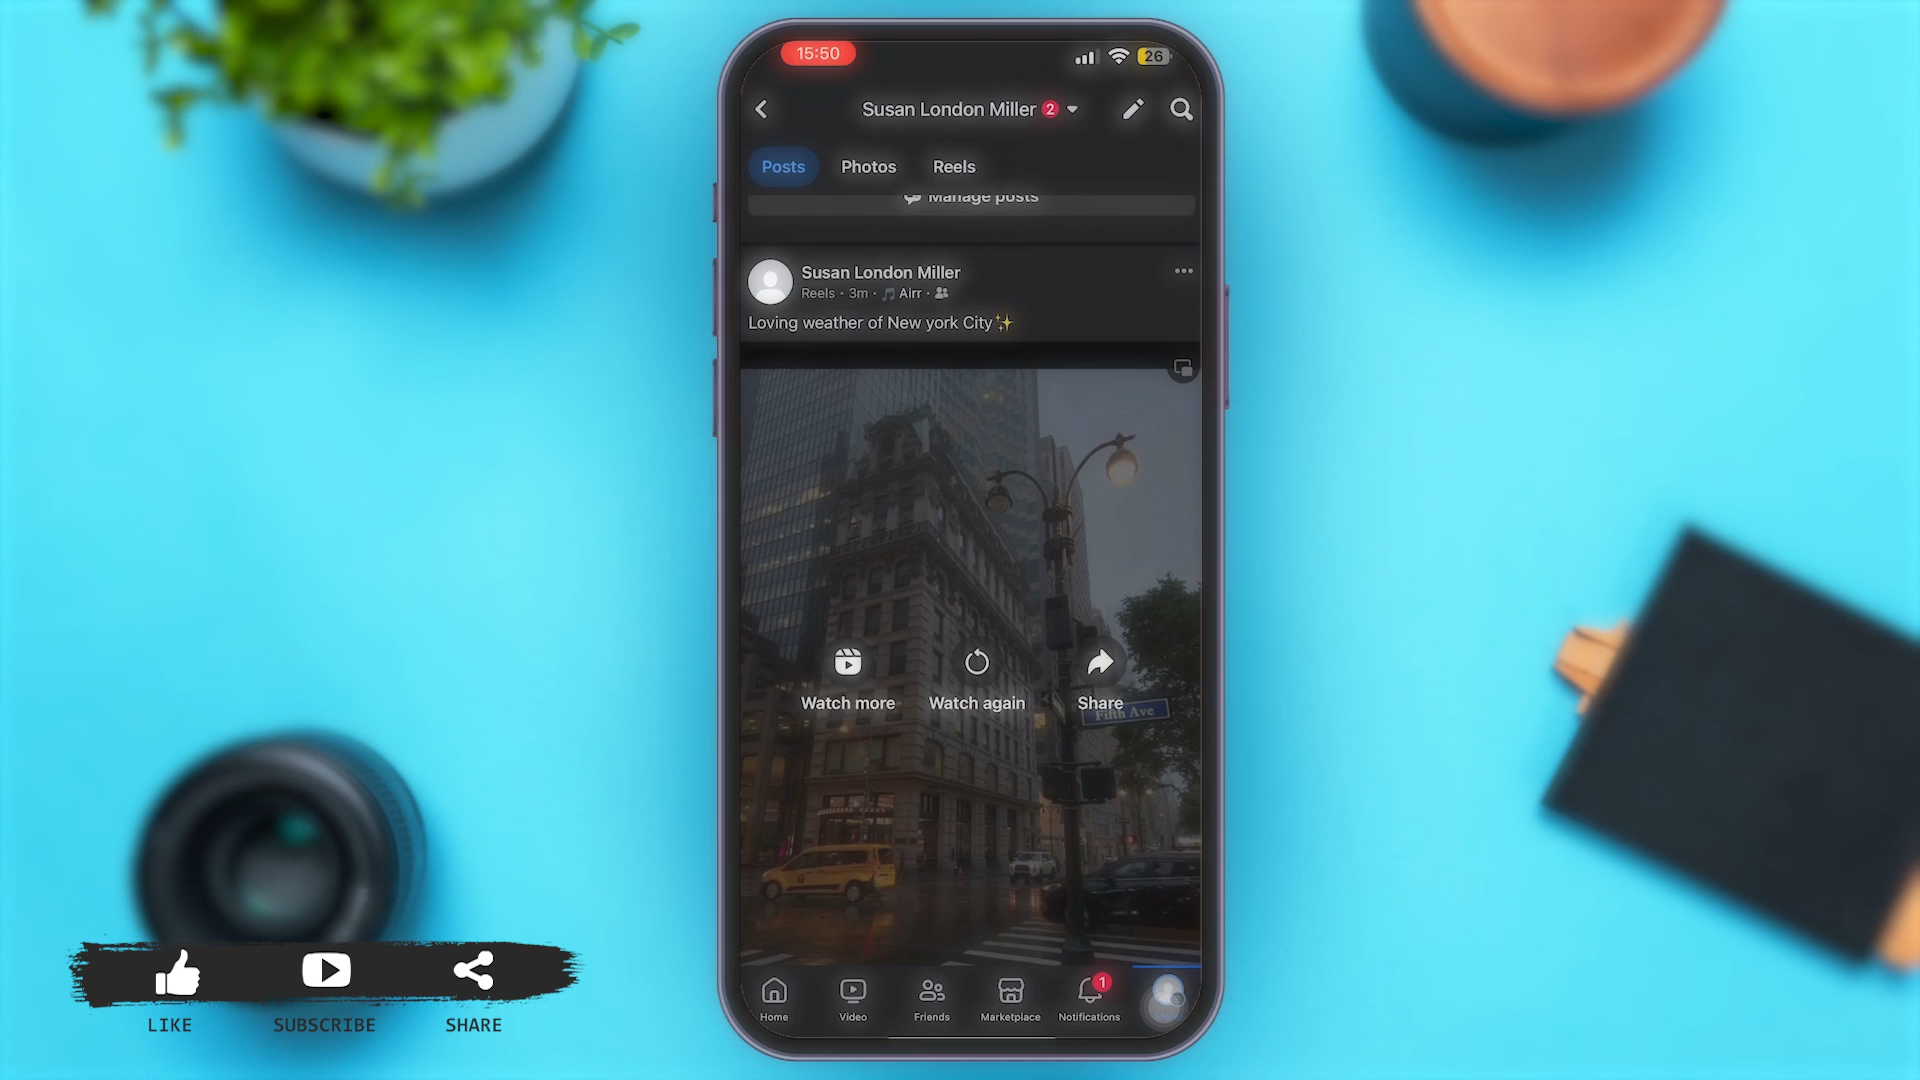 15:50
26
Susan London Miller 2
Posts Photos Reels
Manage posts
Susan London Miller
Reels · 3m · Airr ·
Loving weather of New york City✨
Watch more Watch again Share
Fifth Ave
Home Video Friends Marketplace Notifications
1
LIKE SUBSCRIBE SHARE